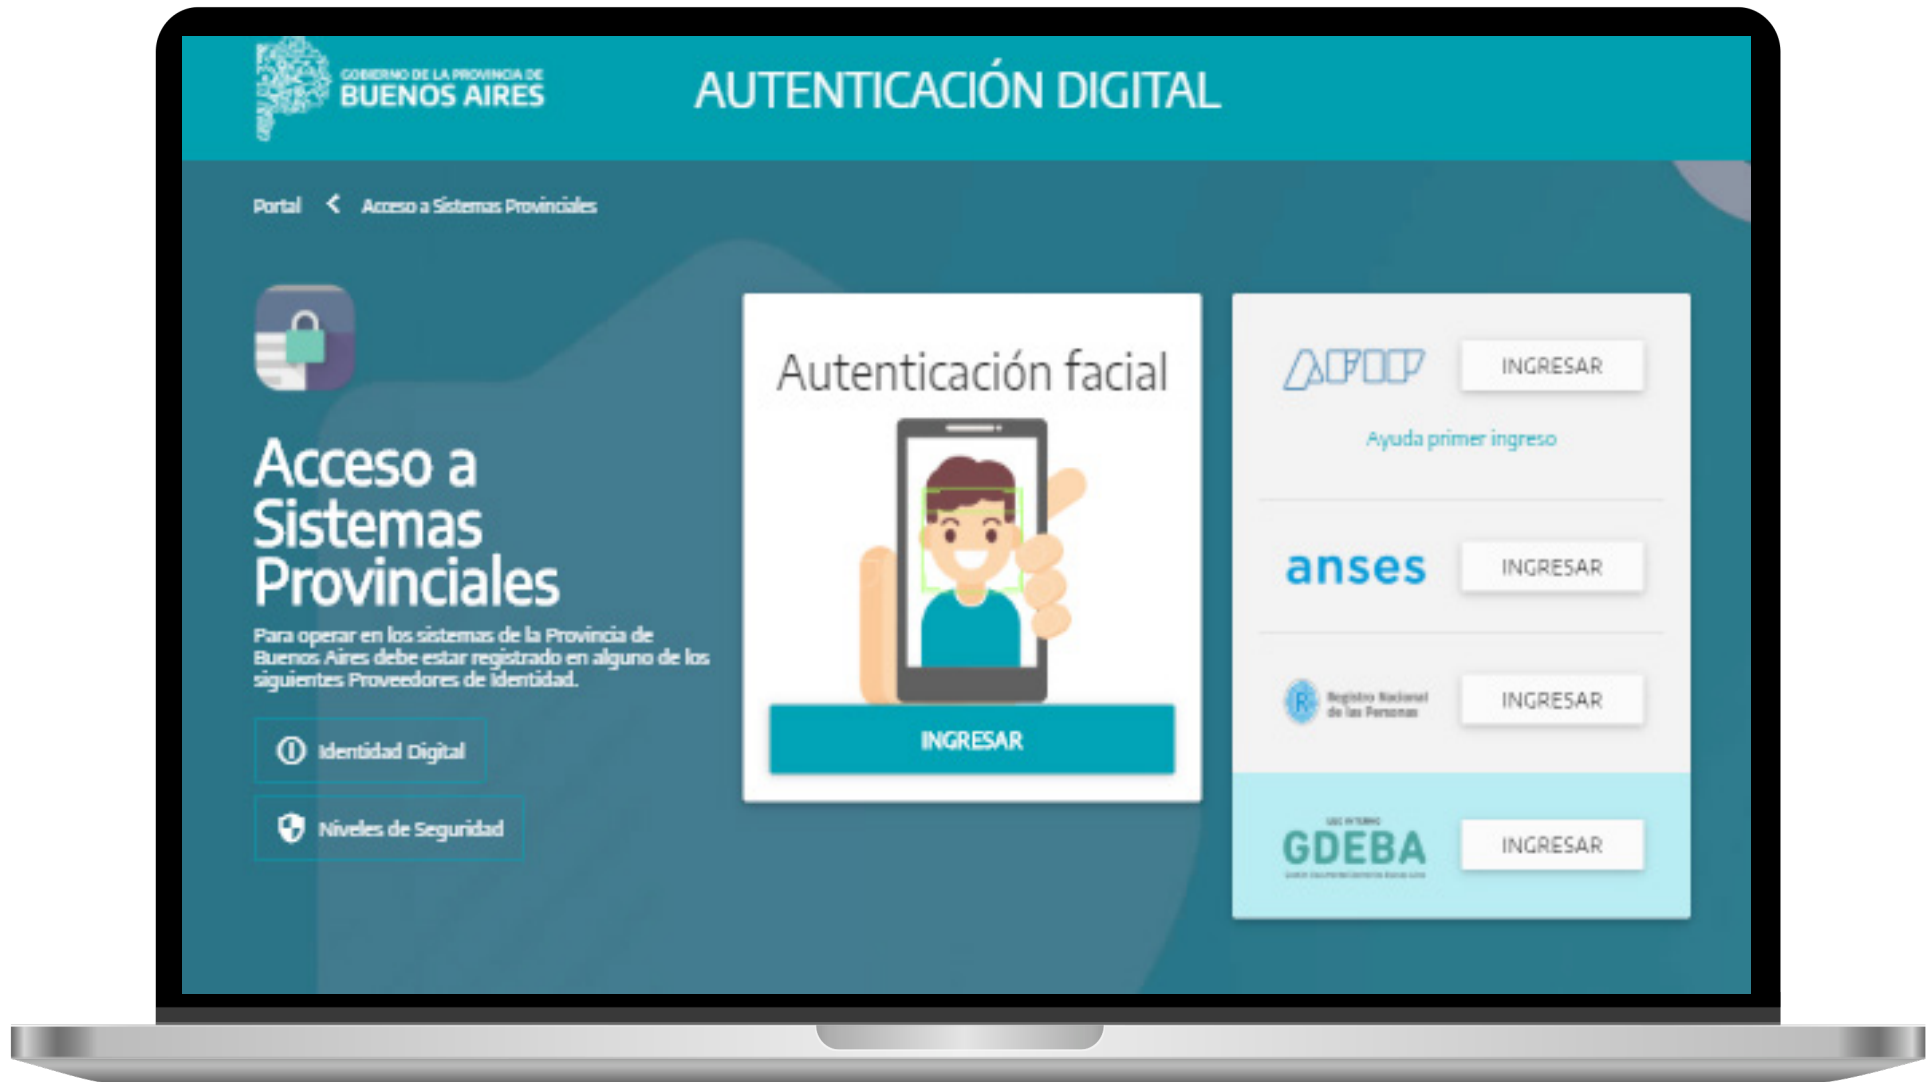 GOBIERNO DE LA PROVINCIA DE
BUENOS AIRES
AUTENTICACIÓN DIGITAL
Portal
Acceso a Sistemas Provinciales
Acceso a
Sistemas
Provinciales
Para operar en los sistemas de la Provincia de
Buenos Aires debe estar registrado en alguno de los
siguientes Proveedores de Identidad.
Identidad Digital
Niveles de Seguridad
Autenticación facial
INGRESAR
AFIP
INGRESAR
Ayuda primer ingreso
anses
INGRESAR
R
Registro Nacional
de las Personas
INGRESAR
USO INTERNO
GDEBA
INGRESAR